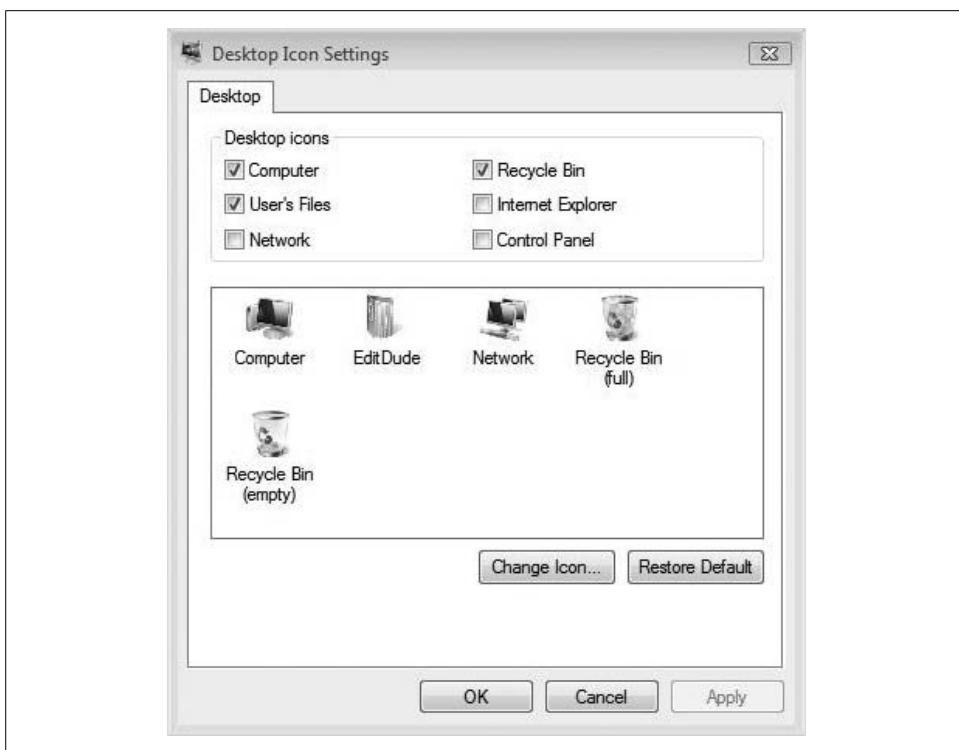 Desktop Icon Settings
Desktop
Desktop icons
Computer
Recycle Bin
User's Files
Internet Explorer
Network
Control Panel
Computer
EditDude
Network
Recycle Bin
(full)
Recycle Bin
(empty)
Change Icon...
Restore Default
OK
Cancel
Apply